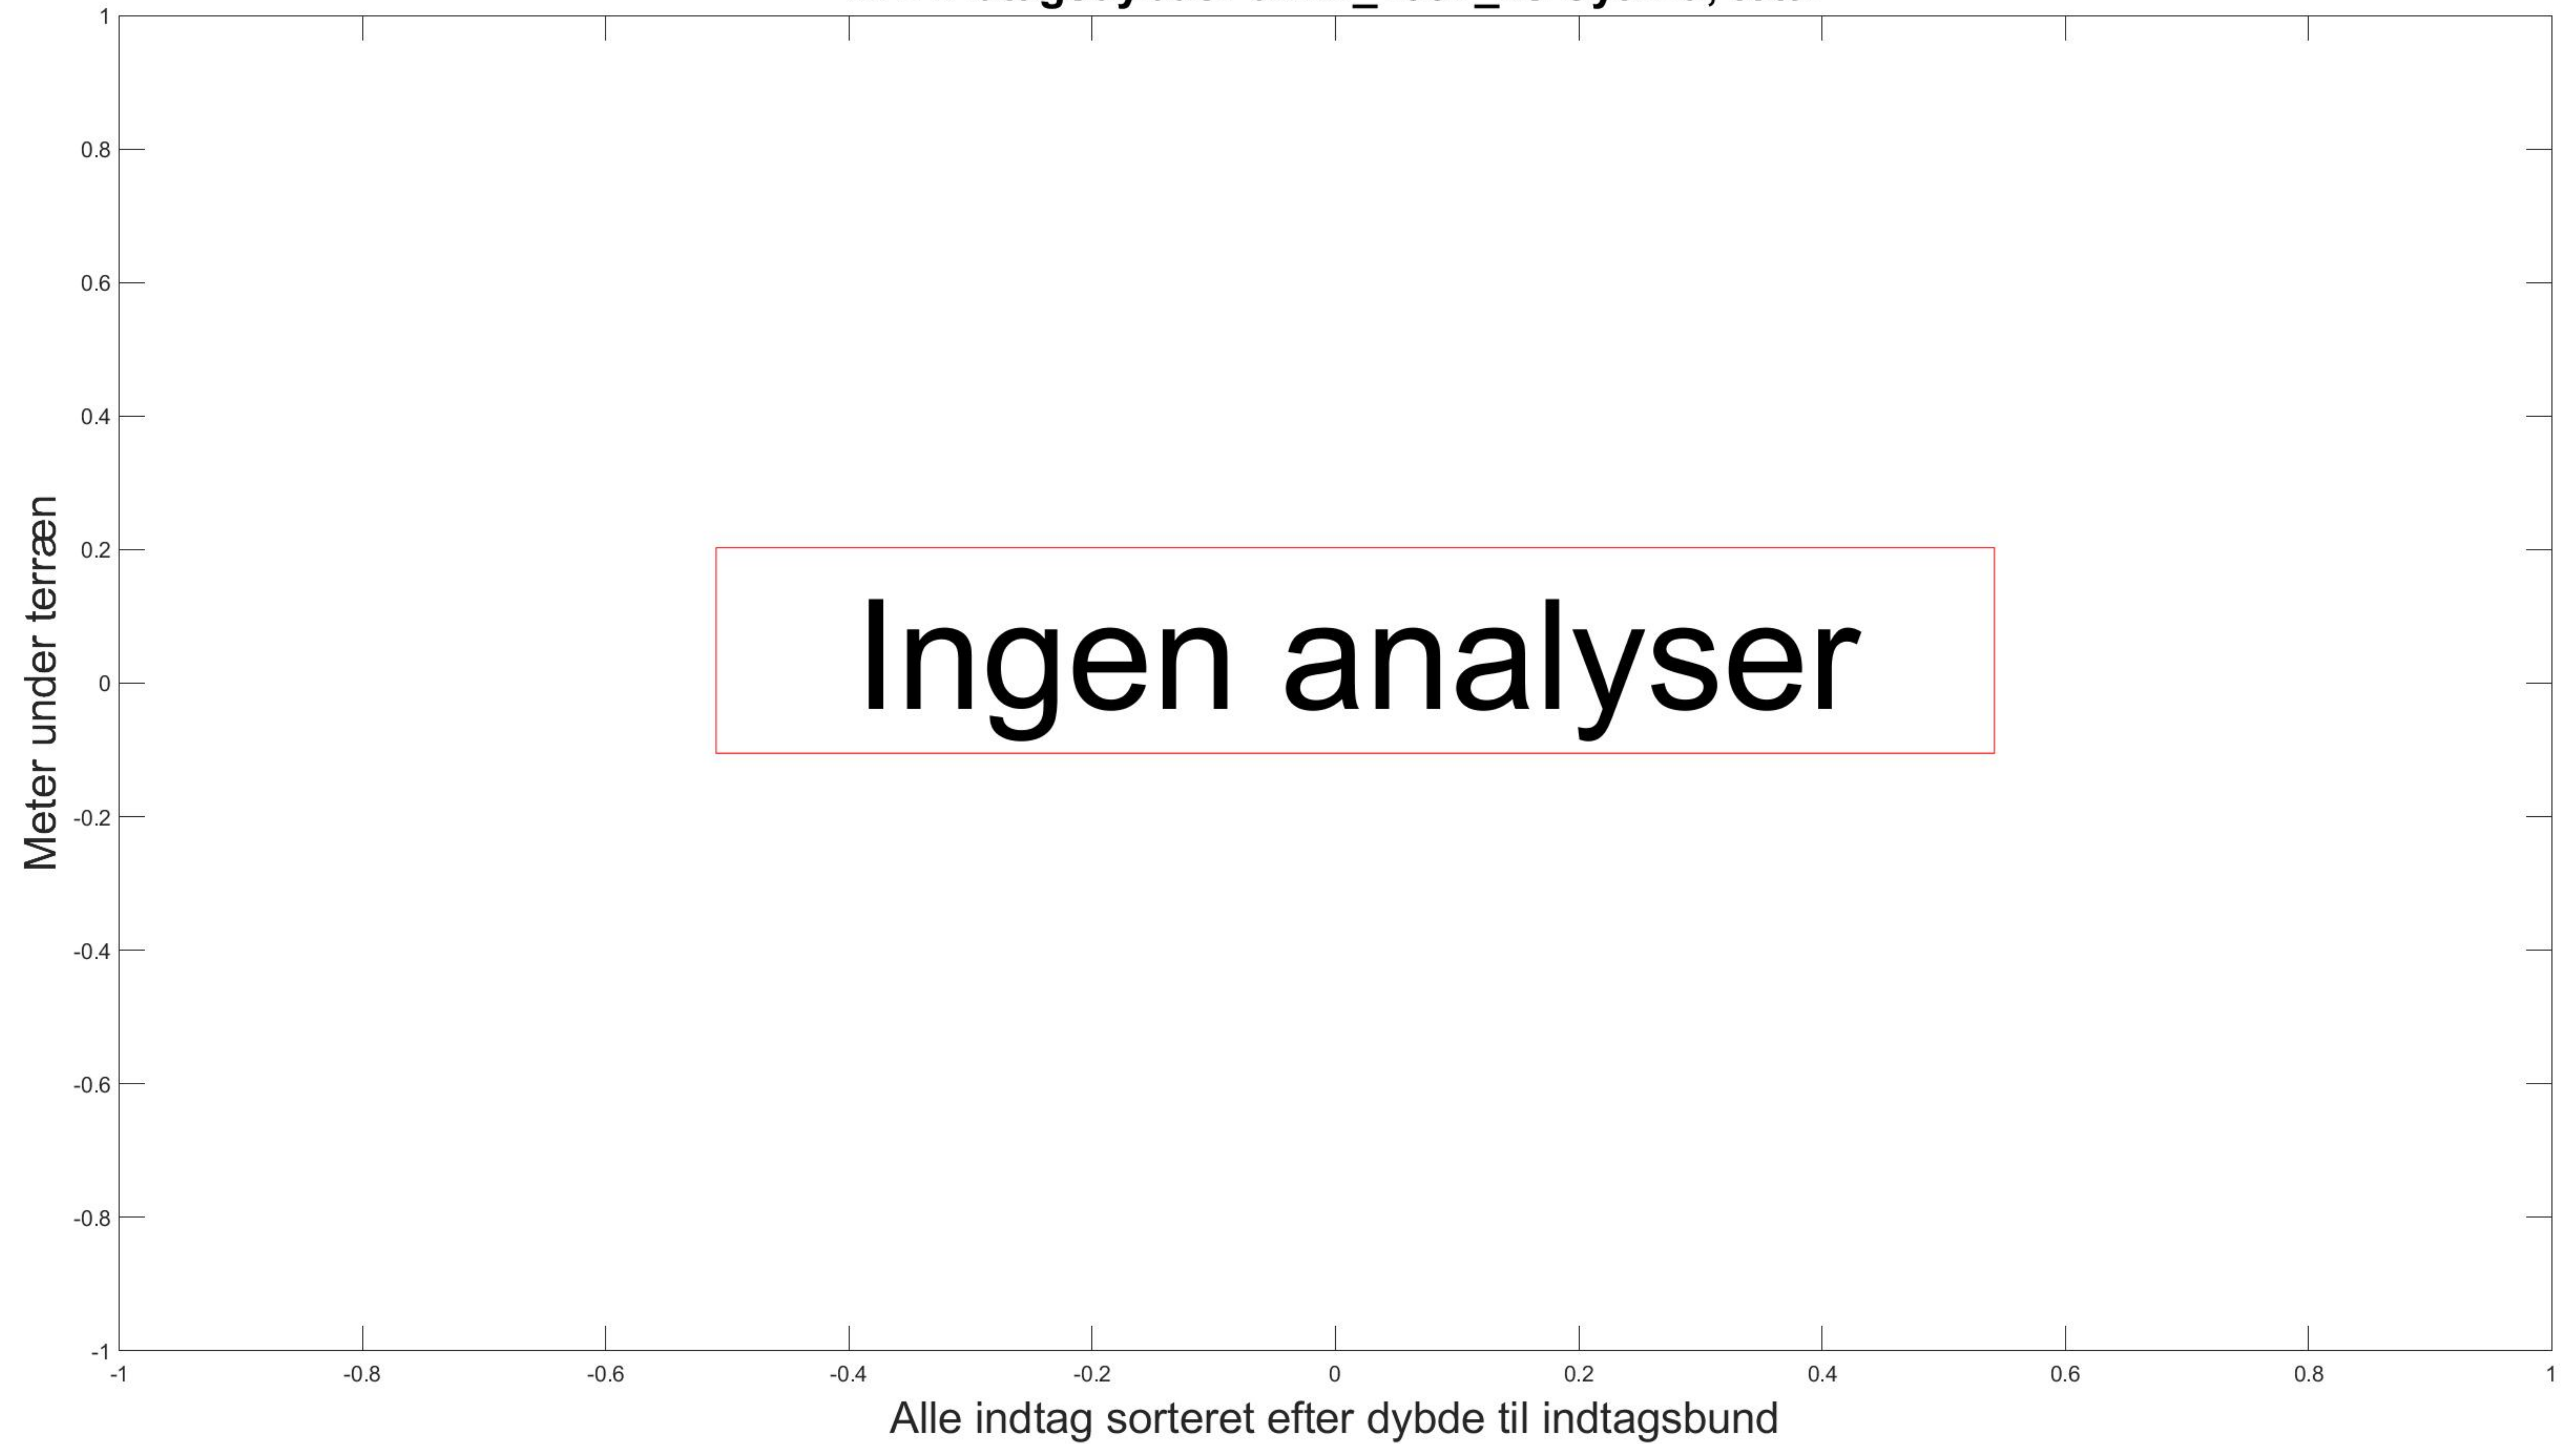 1
0.8
0.6
0.4
0.2
0
-0.2
-0.4
-0.6
-0.8
-1
Meter under terræn
Ingen analyser
-1 -0.8 -0.6 -0.4 -0.2 0 0.2 0.4 0.6 0.8 1
Alle indtag sorteret efter dybde til indtagsbund